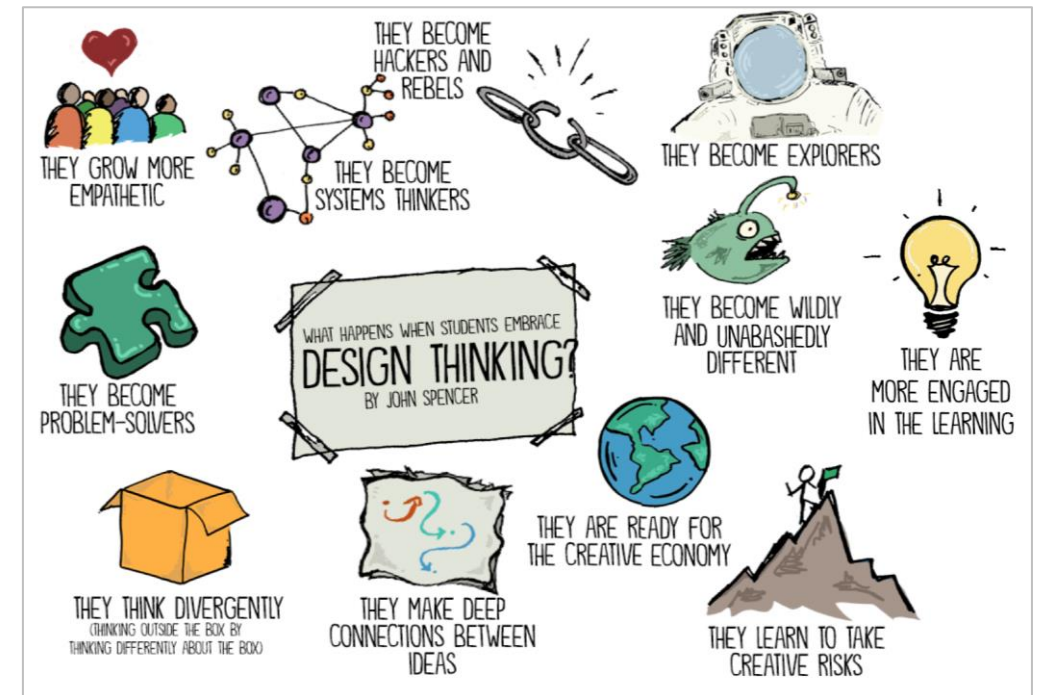 THEY GROW MORE
EMPATHETIC
THEY BECOME
HACKERS AND
REBELS
THEY BECOME
SYSTEMS THINKERS
THEY BECOME EXPLORERS
THEY BECOME WILDLY
AND UNABASHEDLY
DIFFERENT
THEY ARE
MORE ENGAGED
IN THE LEARNING
WHAT HAPPENS WHEN STUDENTS EMBRACE
DESIGN THINKING?
BY JOHN SPENCER
THEY BECOME
PROBLEM-SOLVERS
THEY THINK DIVERGENTLY
(THINKING OUTSIDE THE BOX BY
THINKING DIFFERENTLY ABOUT THE BOX)
THEY MAKE DEEP
CONNECTIONS BETWEEN
IDEAS
THEY ARE READY FOR
THE CREATIVE ECONOMY
THEY LEARN TO TAKE
CREATIVE RISKS